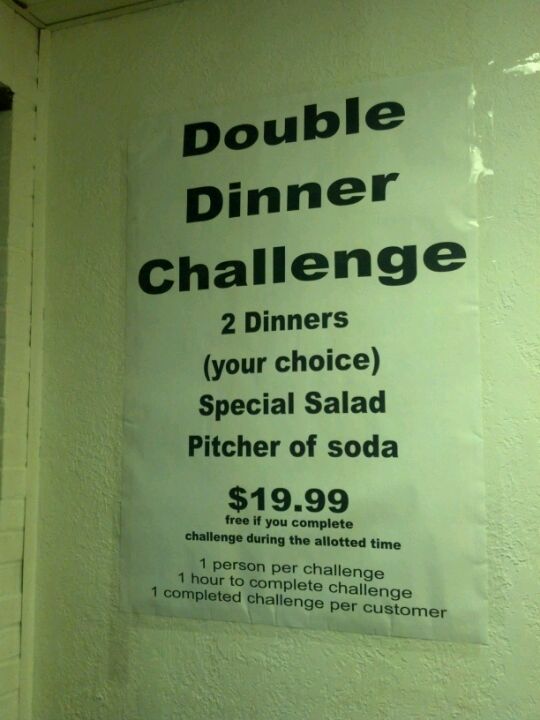 Double
Dinner
Challenge
2 Dinners
(your choice)
Special Salad
Pitcher of soda
$19.99
free if you complete
challenge during the allotted time
1 person per challenge
1 hour to complete challenge
1 completed challenge per customer